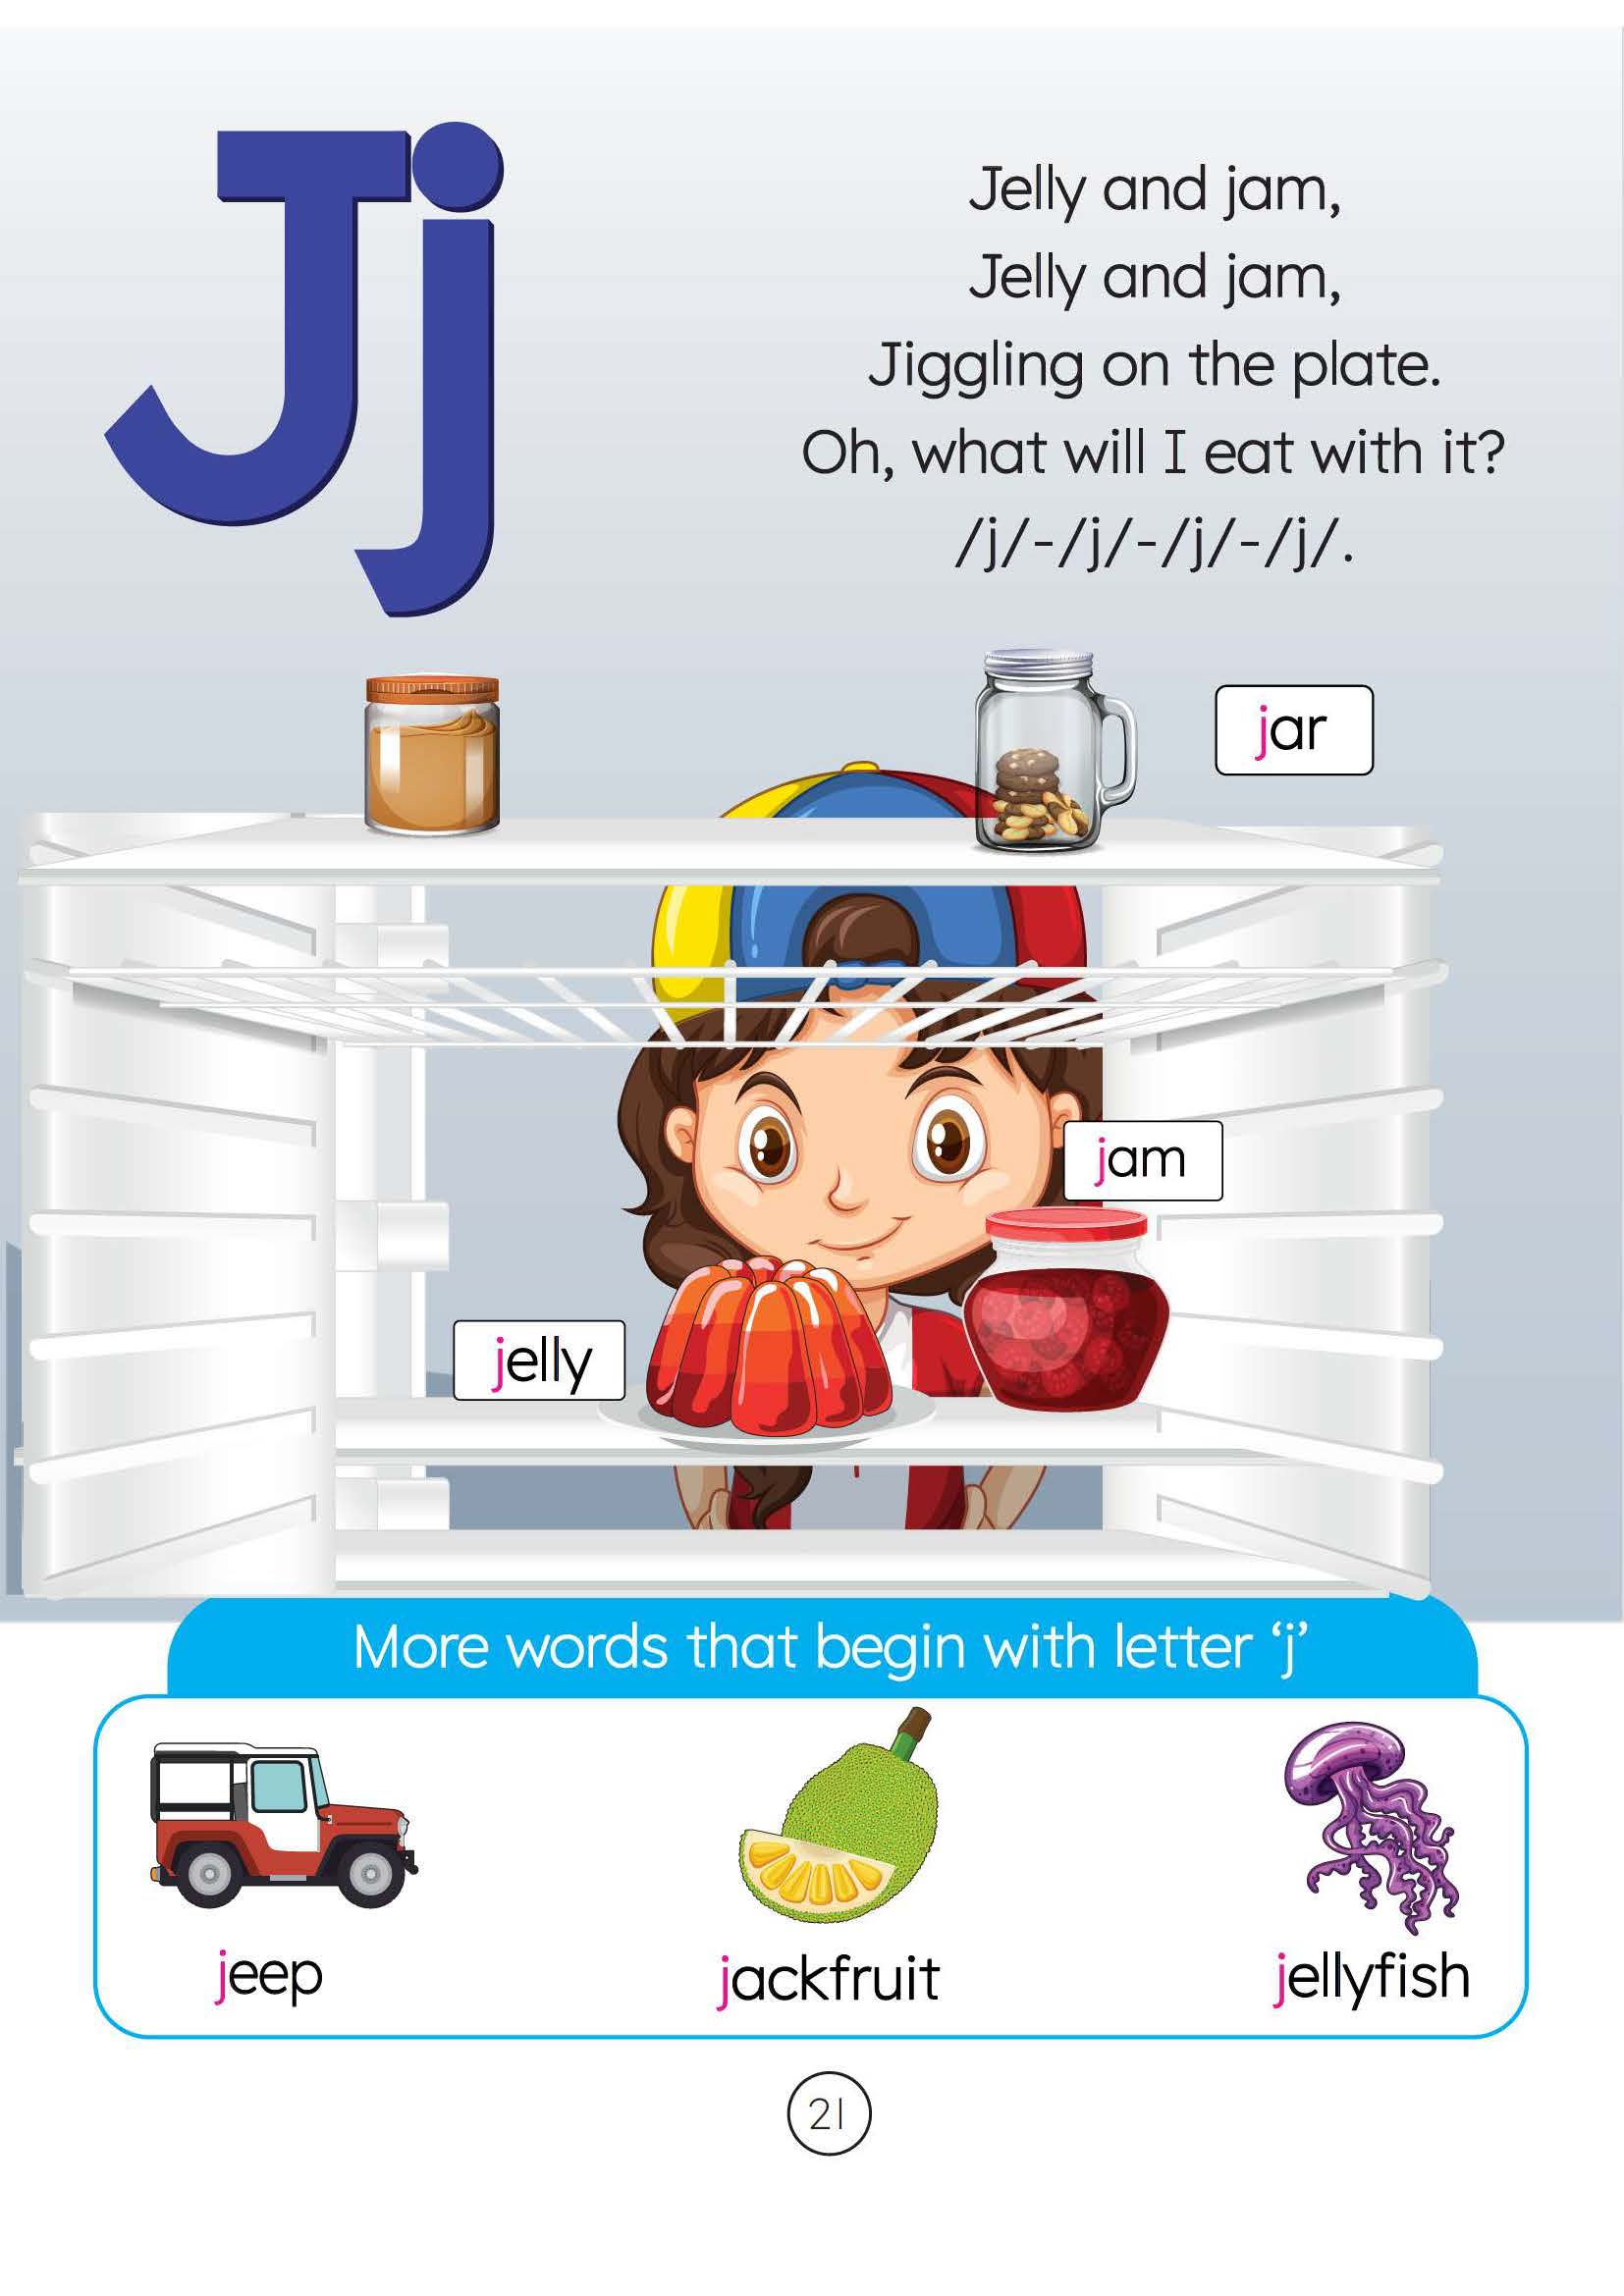 Jj
Jelly and jam,
Jelly and jam,
Jiggling on the plate.
Oh, what will I eat with it?
/j/-/j/-/j/-/j/.
jar
jam
jelly
More words that begin with letter ‘j’
jeep
jackfruit
jellyfish
21